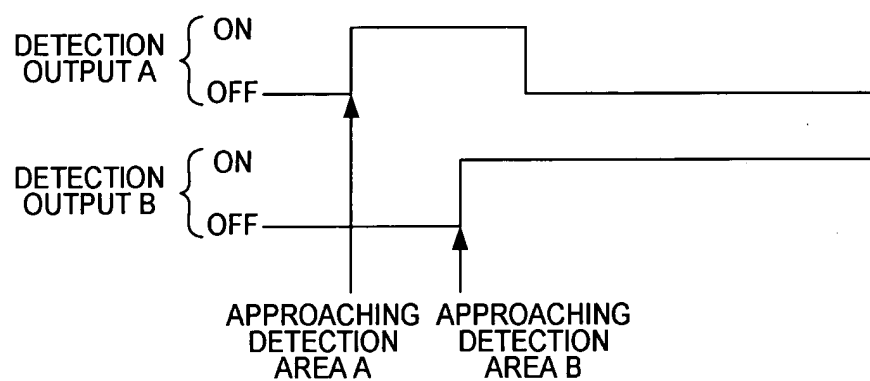 DETECTION
OUTPUT A
ON
OFF
DETECTION
OUTPUT B
ON
OFF
APPROACHING
DETECTION
AREA A
APPROACHING
DETECTION
AREA B